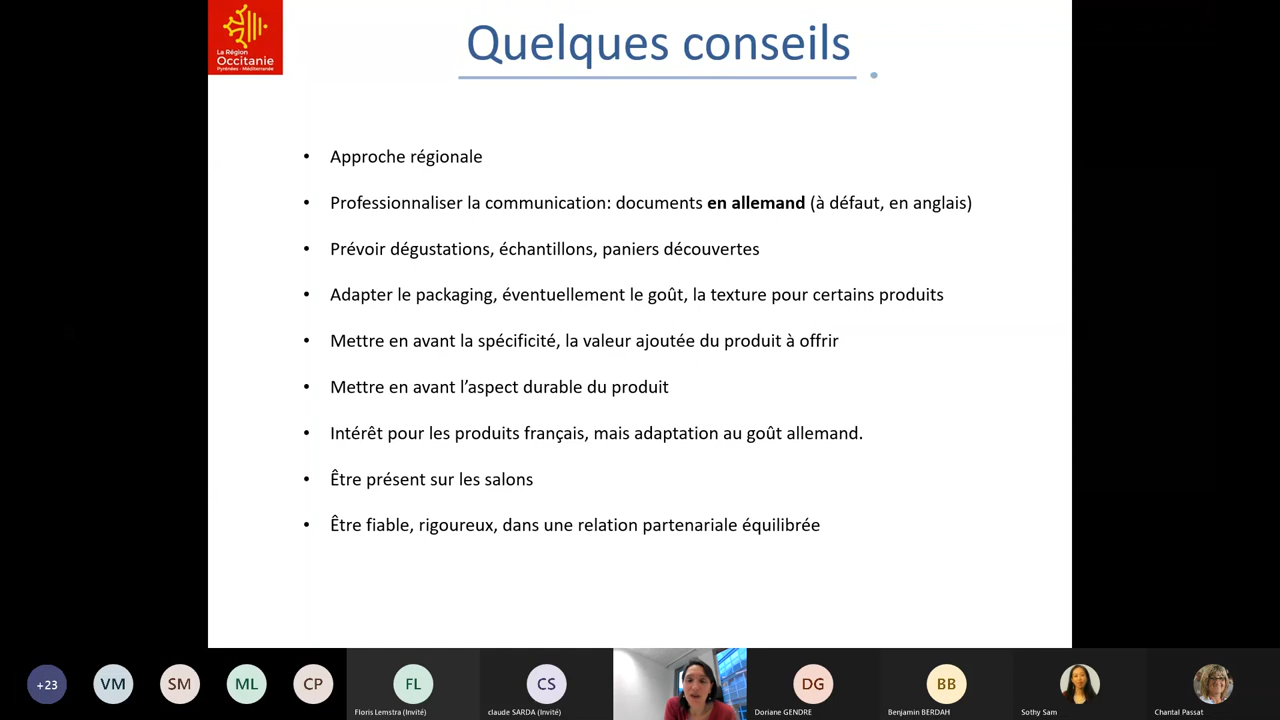 La Région
Occitanie
Pyrénées - Méditerranée
Quelques conseils
• Approche régionale
• Professionnaliser la communication: documents en allemand (à défaut, en anglais)
• Prévoir dégustations, échantillons, paniers découvertes
• Adapter le packaging, éventuellement le goût, la texture pour certains produits
• Mettre en avant la spécificité, la valeur ajoutée du produit à offrir
• Mettre en avant l’aspect durable du produit
• Intérêt pour les produits français, mais adaptation au goût allemand.
• Être présent sur les salons
• Être fiable, rigoureux, dans une relation partenariale équilibrée
+23 VM SM ML CP FL CS DG BB
Floris Lemstra (Invité) claude SARDA (Invité) Doriane GENDRE Benjamin BERDAH Sothy Sam Chantal Passat